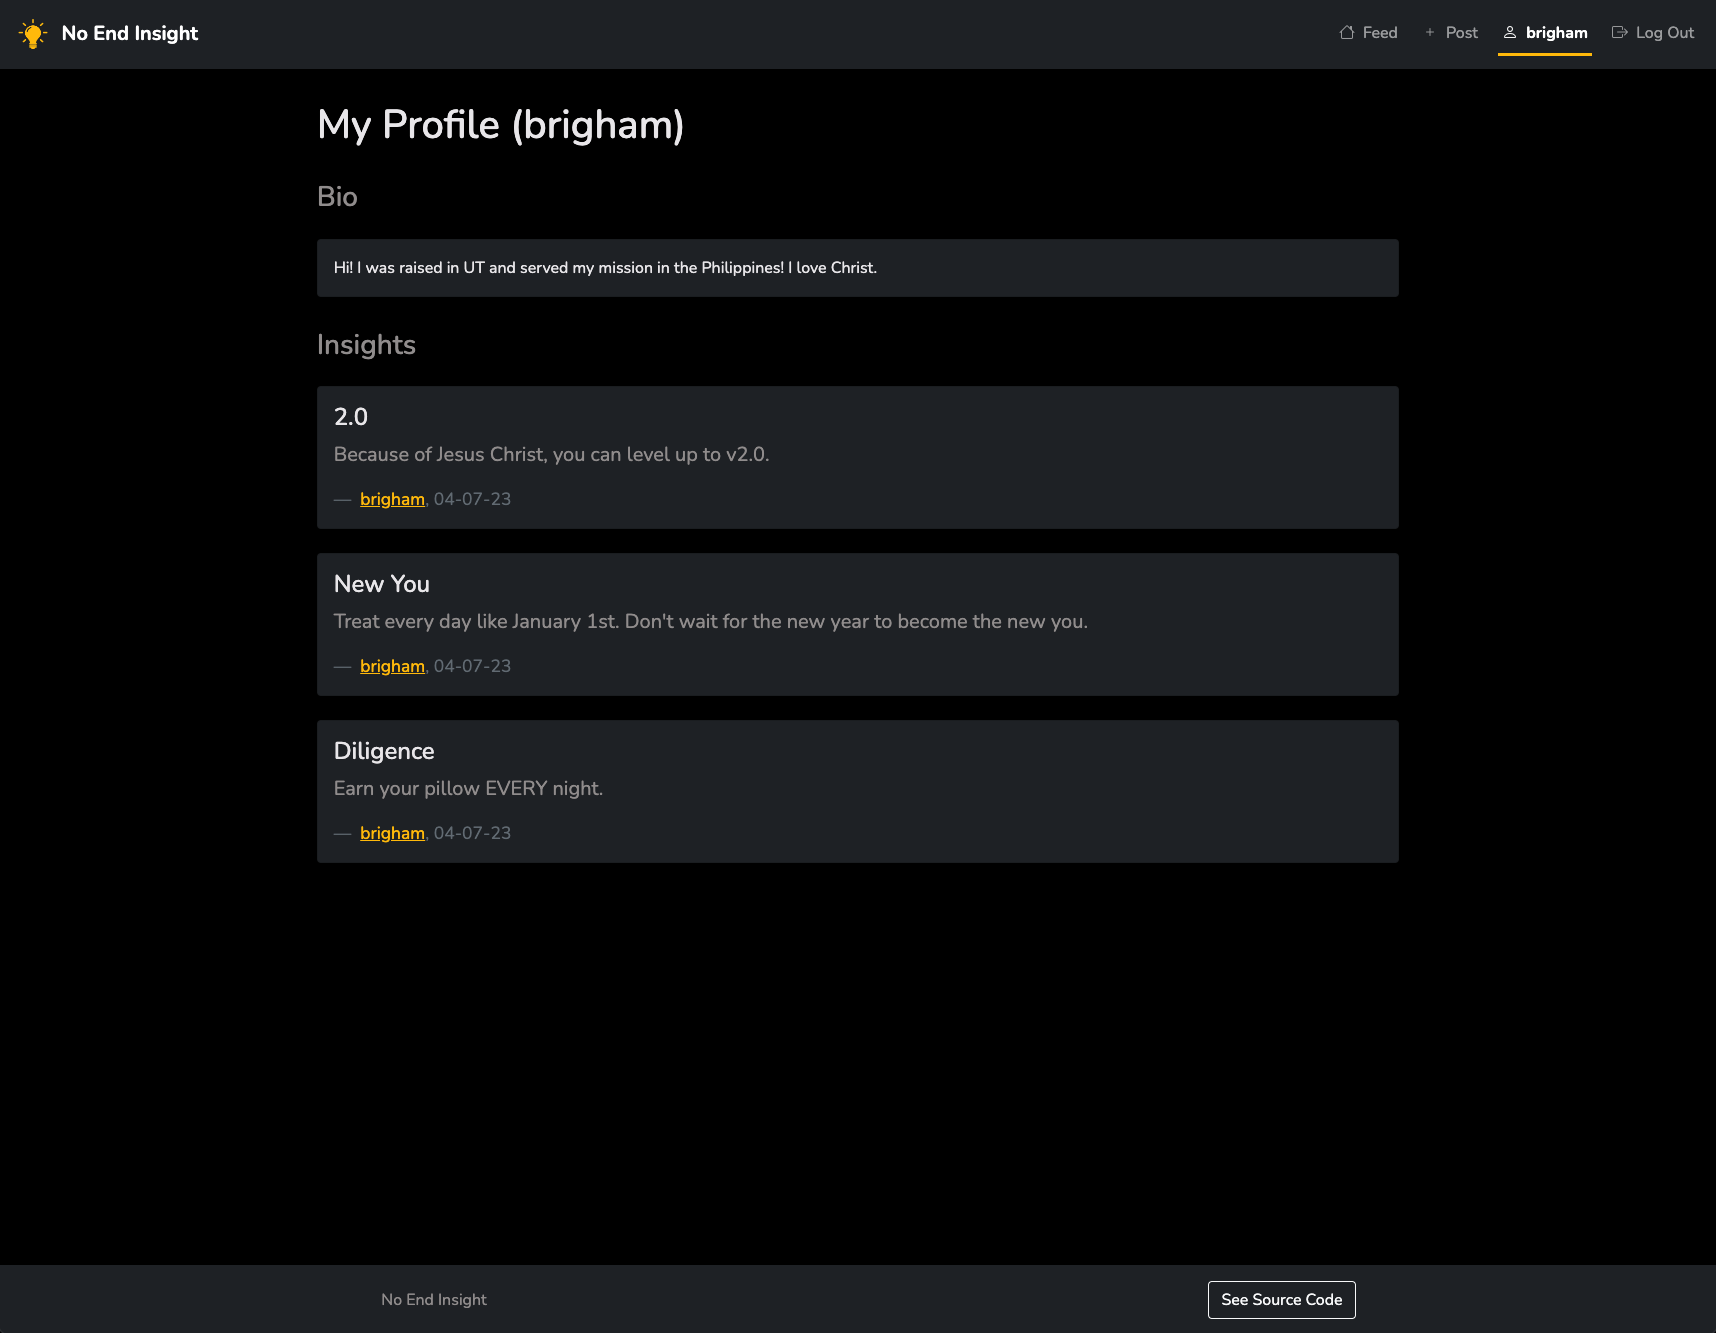 No End Insight
Feed
Post
brigham
Log Out
My Profile (brigham)
Bio
Hi! I was raised in UT and served my mission in the Philippines! I love Christ.
Insights
2.0
Because of Jesus Christ, you can level up to v2.0.
— brigham, 04-07-23
New You
Treat every day like January 1st. Don't wait for the new year to become the new you.
— brigham, 04-07-23
Diligence
Earn your pillow EVERY night.
— brigham, 04-07-23
No End Insight
See Source Code